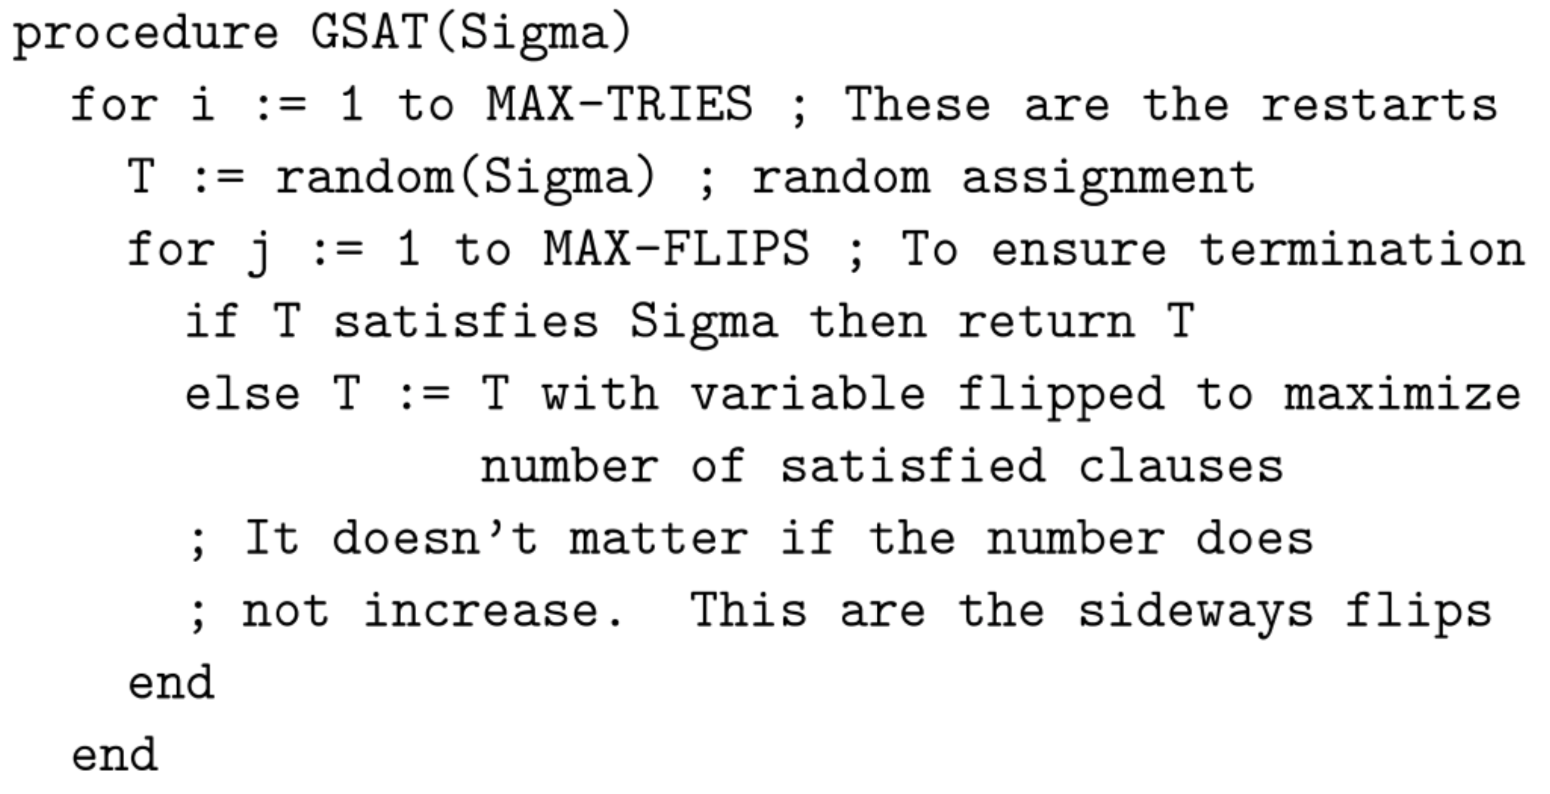 procedure GSAT(Sigma)
for i := 1 to MAX-TRIES ; These are the restarts
T := random(Sigma) ; random assignment
for j := 1 to MAX-FLIPS ; To ensure termination
if T satisfies Sigma then return T
else T := T with variable flipped to maximize
number of satisfied clauses
; It doesn't matter if the number does
; not increase. This are the sideways flips
end
end